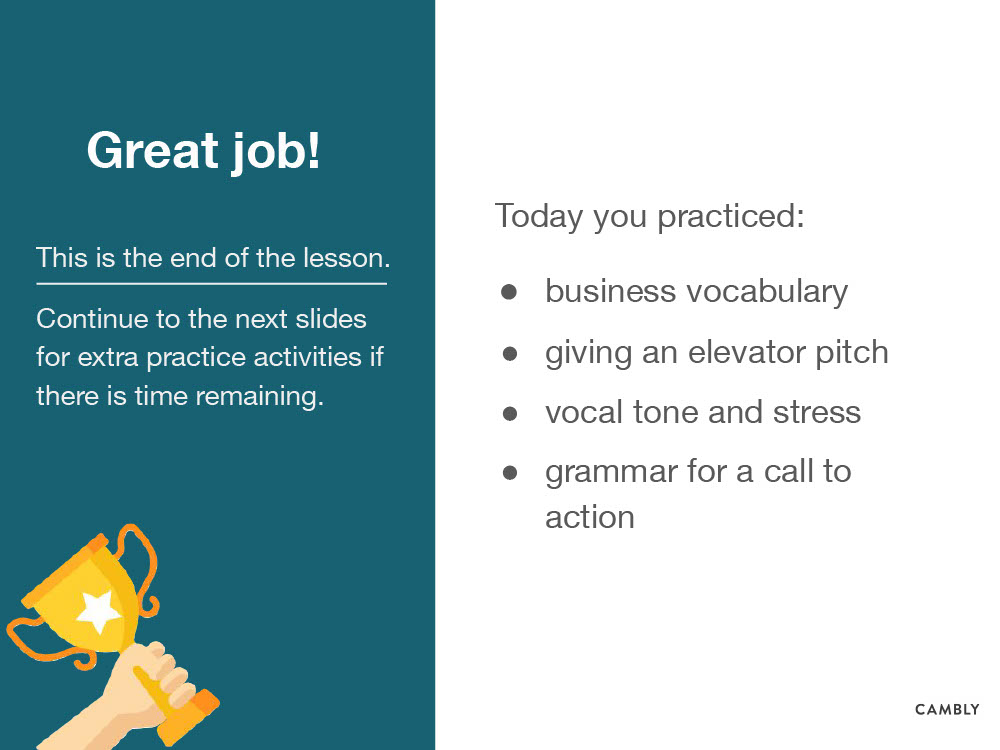 Great job!
This is the end of the lesson.
Continue to the next slides
for extra practice activities if
there is time remaining.
Today you practiced:
● business vocabulary
● giving an elevator pitch
● vocal tone and stress
● grammar for a call to
action
CAMBLY